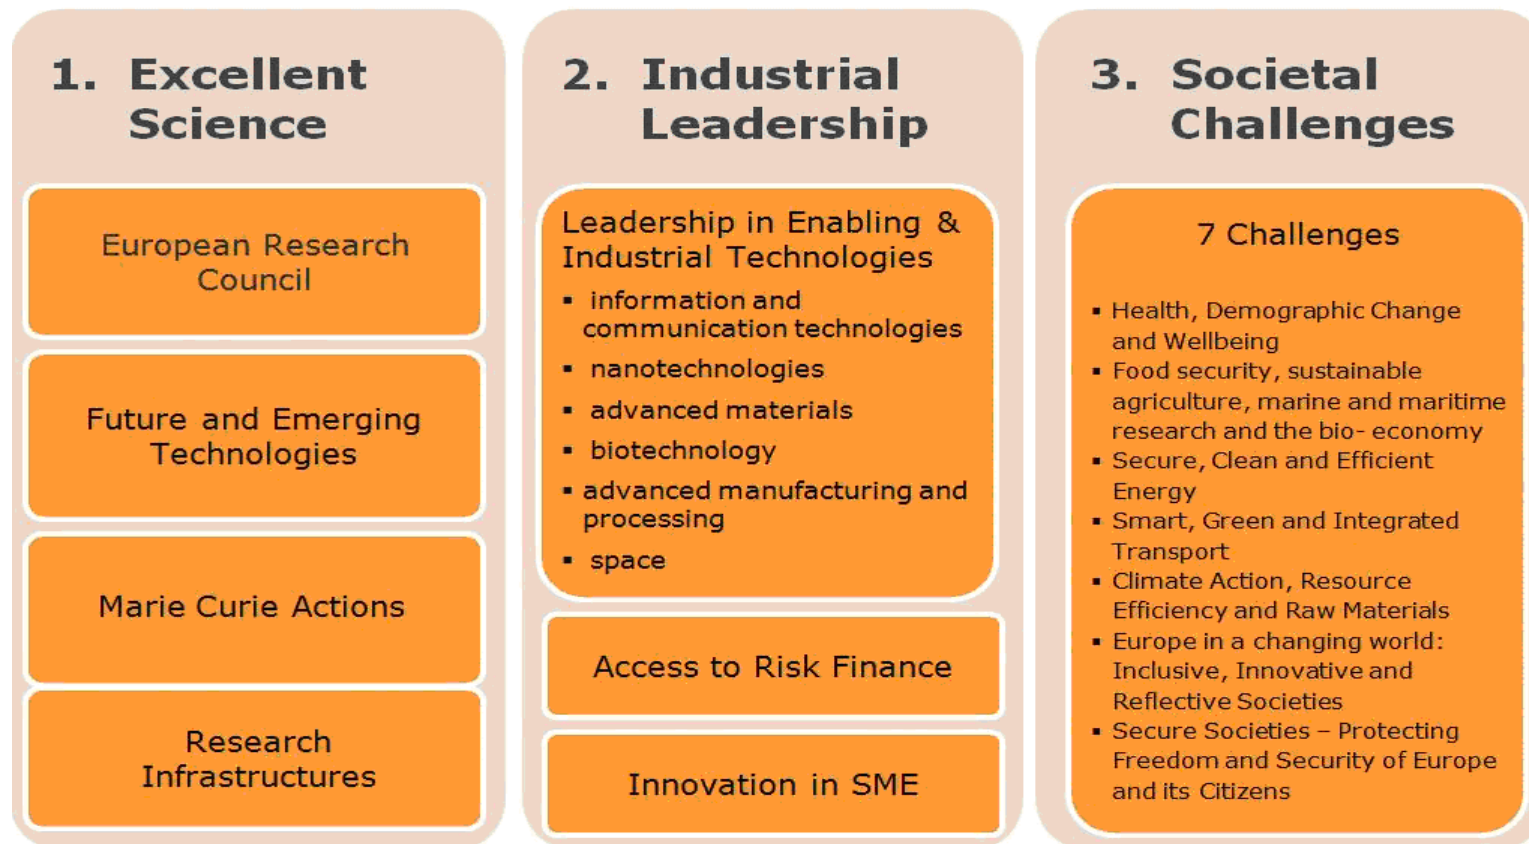 1. Excellent
Science
European Research
Council
Future and Emerging
Technologies
Marie Curie Actions
Research
Infrastructures
2. Industrial
Leadership
Leadership in Enabling &
Industrial Technologies
▪ information and
communication technologies
▪ nanotechnologies
▪ advanced materials
▪ biotechnology
▪ advanced manufacturing and
processing
▪ space
Access to Risk Finance
Innovation in SME
3. Societal
Challenges
7 Challenges
▪ Health, Demographic Change
and Wellbeing
▪ Food security, sustainable
agriculture, marine and maritime
research and the bio- economy
▪ Secure, Clean and Efficient
Energy
▪ Smart, Green and Integrated
Transport
▪ Climate Action, Resource
Efficiency and Raw Materials
▪ Europe in a changing world:
Inclusive, Innovative and
Reflective Societies
▪ Secure Societies – Protecting
Freedom and Security of Europe
and its Citizens